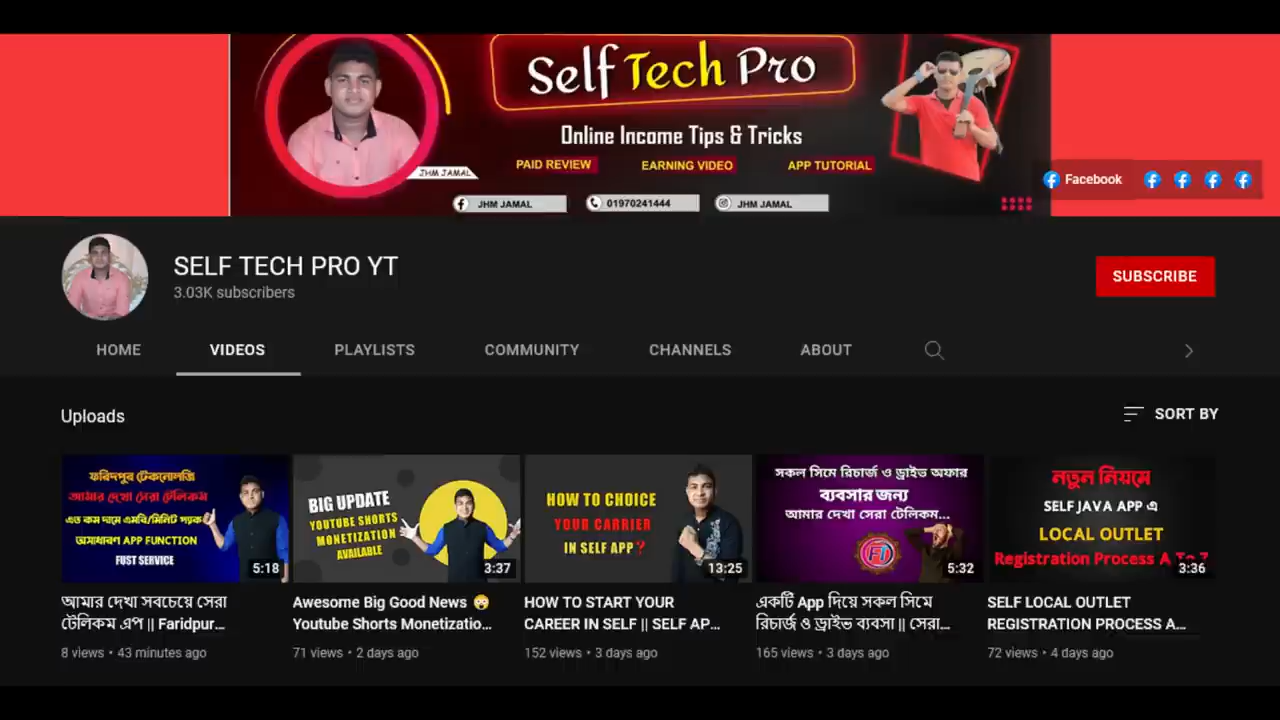 Self Tech Pro
Online Income Tips & Tricks
PAID REVIEW EARNING VIDEO APP TUTORIAL
JHM JAMAL
JHM JAMAL 01970241444 JHM JAMAL
Facebook
SELF TECH PRO YT
3.03K subscribers
SUBSCRIBE
HOME VIDEOS PLAYLISTS COMMUNITY CHANNELS ABOUT
Uploads
SORT BY
ফরিদপুর টেকনোলজি
আমার দেখা সেরা টেলিকম
এত কম দামে এমবি/মিনিট প্যাক
অসাধারণ APP FUNCTION
FUST SERVICE
5:18
BIG UPDATE
YOUTUBE SHORTS
MONETIZATION
AVAILABLE
3:37
HOW TO CHOICE
YOUR CARRIER
IN SELF APP?
13:25
সকল সিমে রিচার্জ ও ড্রাইভ অফার
ব্যবসার জন্য
আমার দেখা সেরা টেলিকম...
FT
5:32
নতুন নিয়মে
SELF JAVA APP এ
LOCAL OUTLET
Registration Process A To Z
3:36
আমার দেখা সবচেয়ে সেরা
টেলিকম এপ || Faridpur...
8 views • 43 minutes ago
Awesome Big Good News 😲
Youtube Shorts Monetizatio...
71 views • 2 days ago
HOW TO START YOUR
CAREER IN SELF || SELF AP...
152 views • 3 days ago
একটি App দিয়ে সকল সিমে
রিচার্জ ও ড্রাইভ ব্যবসা || সেরা...
165 views • 3 days ago
SELF LOCAL OUTLET
REGISTRATION PROCESS A...
72 views • 4 days ago